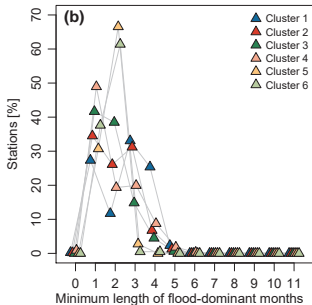 (b)
70
60
50
40
30
20
10
0
Stations [%]
Cluster 1
Cluster 2
Cluster 3
Cluster 4
Cluster 5
Cluster 6
0 1 2 3 4 5 6 7 8 9 10 11
Minimum length of flood-dominant months